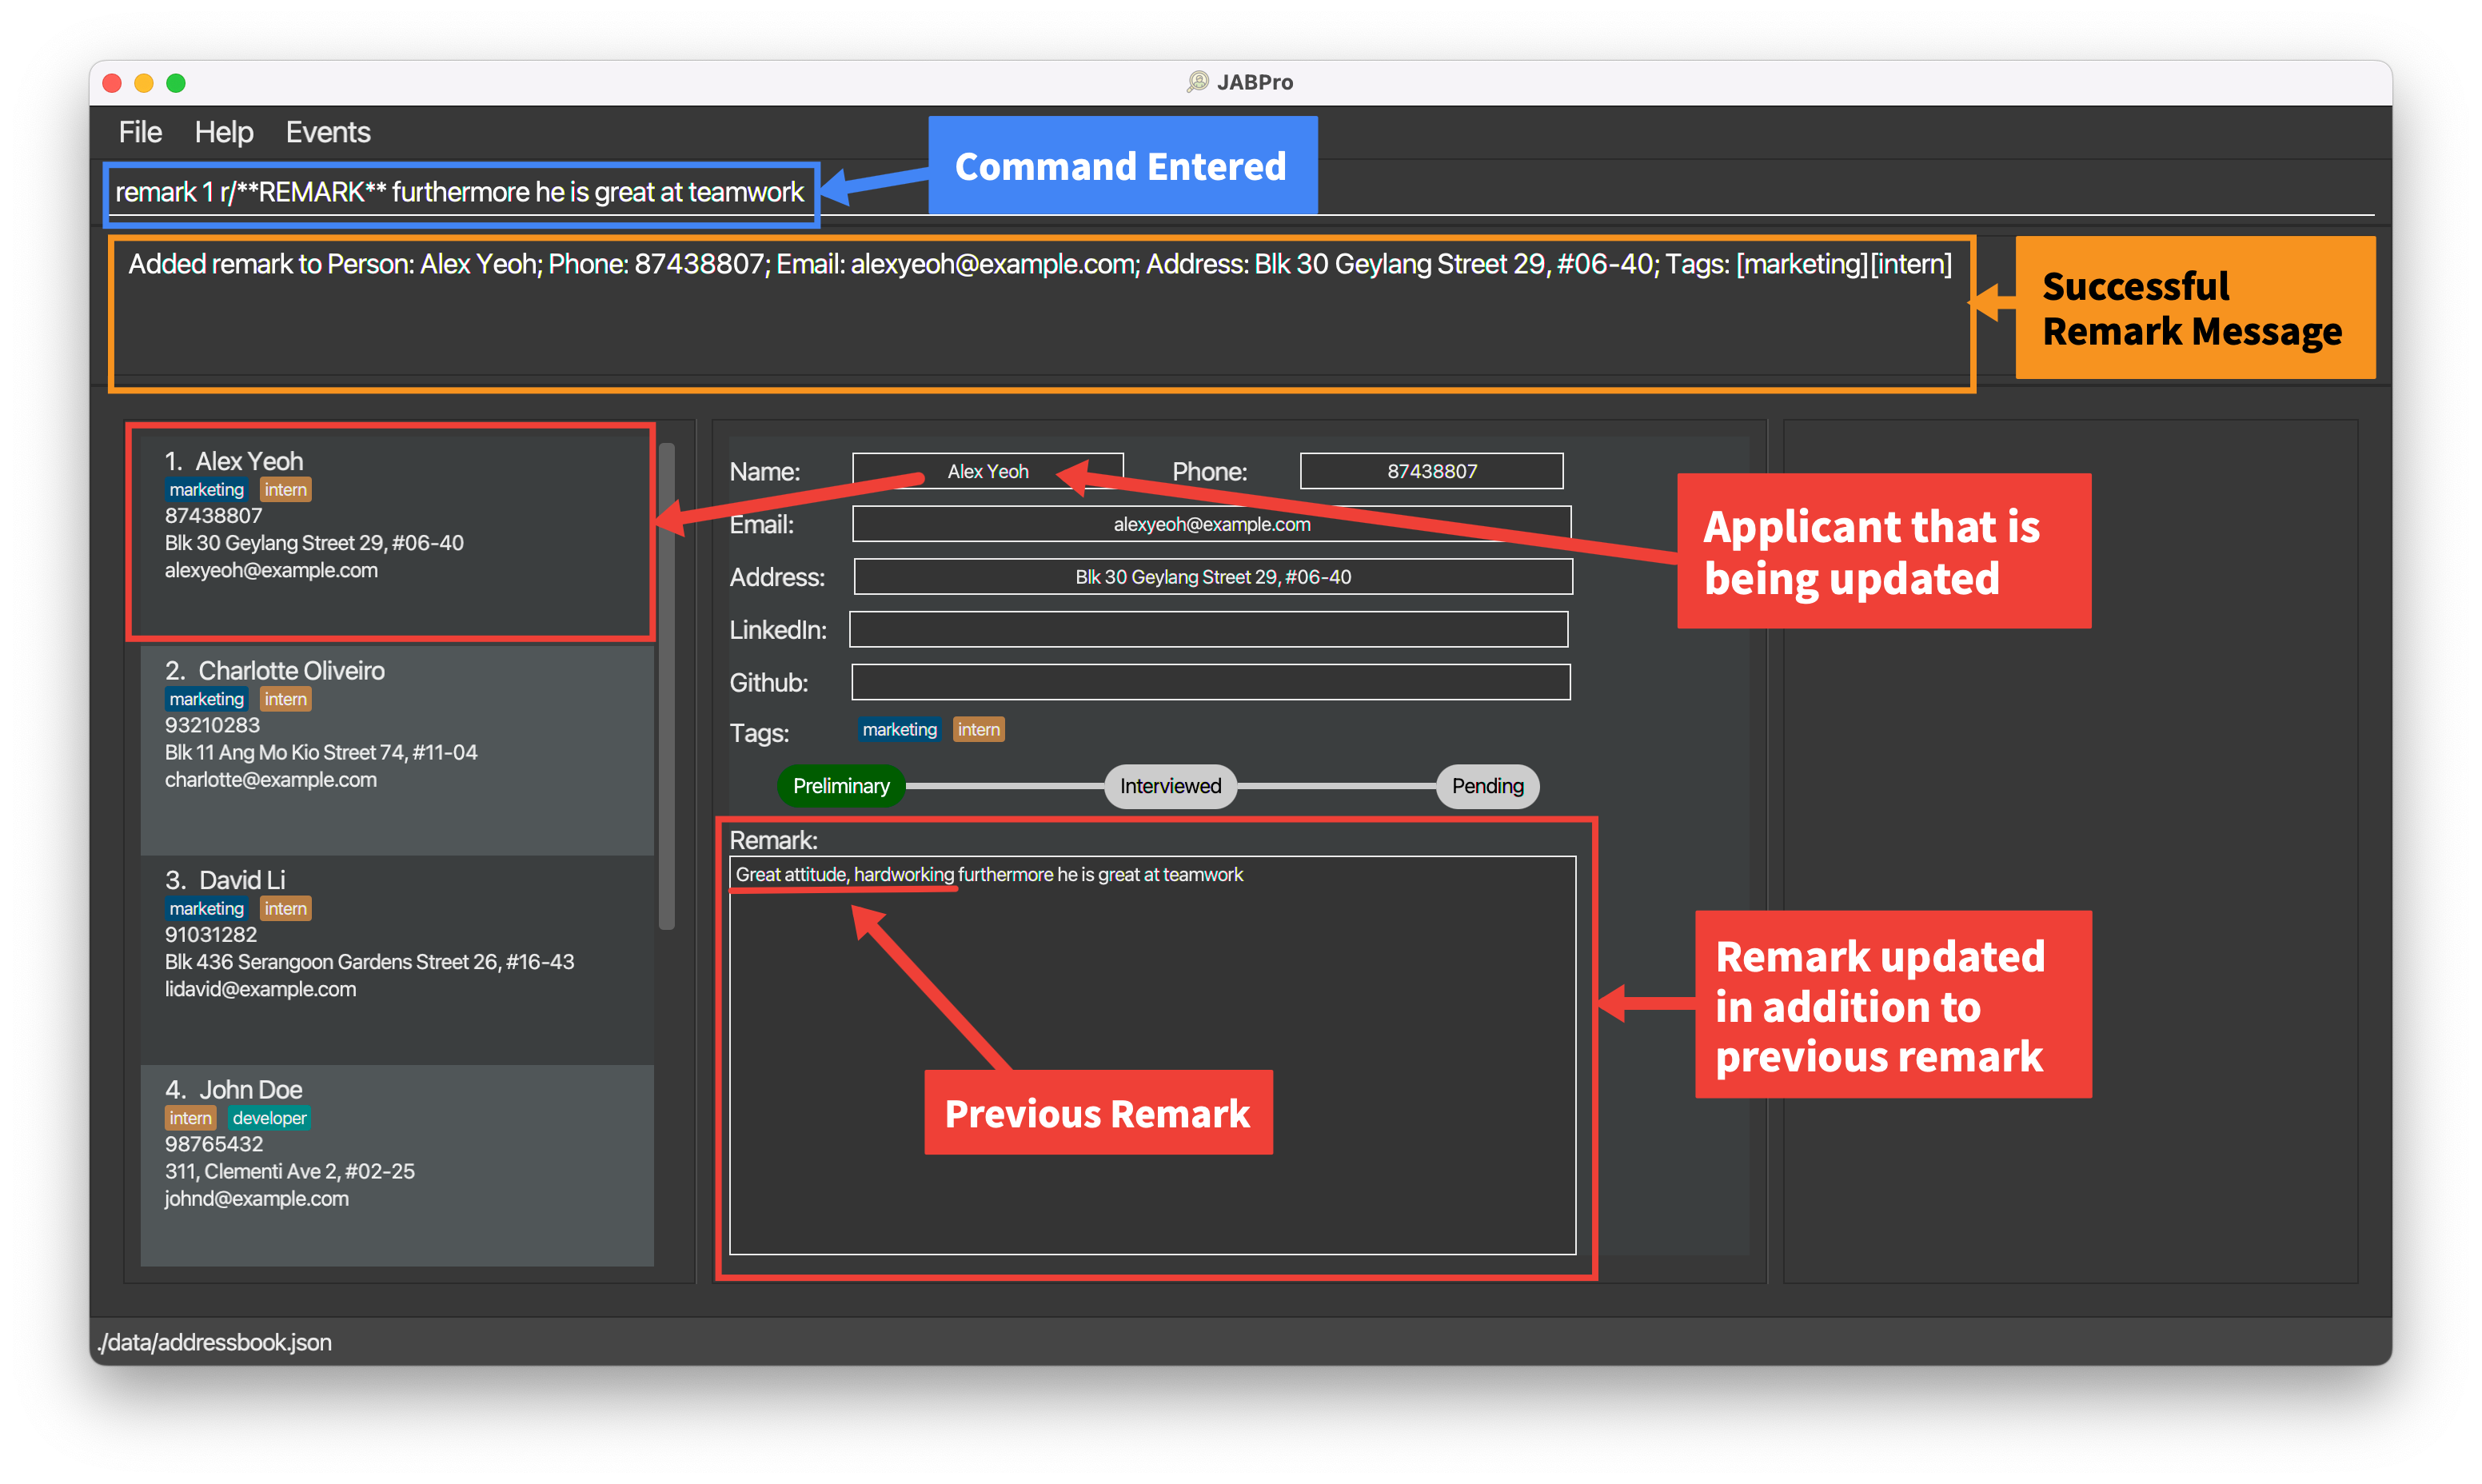 JABPro
File Help Events
Command Entered
remark 1 r/**REMARK** furthermore he is great at teamwork
Added remark to Person: Alex Yeoh; Phone: 87438807; Email: alexyeoh@example.com; Address: Blk 30 Geylang Street 29, #06-40; Tags: [marketing][intern]
Successful
Remark Message
1. Alex Yeoh
marketing intern
87438807
Blk 30 Geylang Street 29, #06-40
alexyeoh@example.com
2. Charlotte Oliveiro
marketing intern
93210283
Blk 11 Ang Mo Kio Street 74, #11-04
charlotte@example.com
3. David Li
marketing intern
91031282
Blk 436 Serangoon Gardens Street 26, #16-43
lidavid@example.com
4. John Doe
intern developer
98765432
311, Clementi Ave 2, #02-25
johnd@example.com
Name: Alex Yeoh Phone: 87438807
Email: alexyeoh@example.com
Address: Blk 30 Geylang Street 29, #06-40
LinkedIn:
Github:
Tags: marketing intern
Preliminary Interviewed Pending
Remark:
Great attitude, hardworking furthermore he is great at teamwork
Previous Remark
Applicant that is
being updated
Remark updated
in addition to
previous remark
./data/addressbook.json